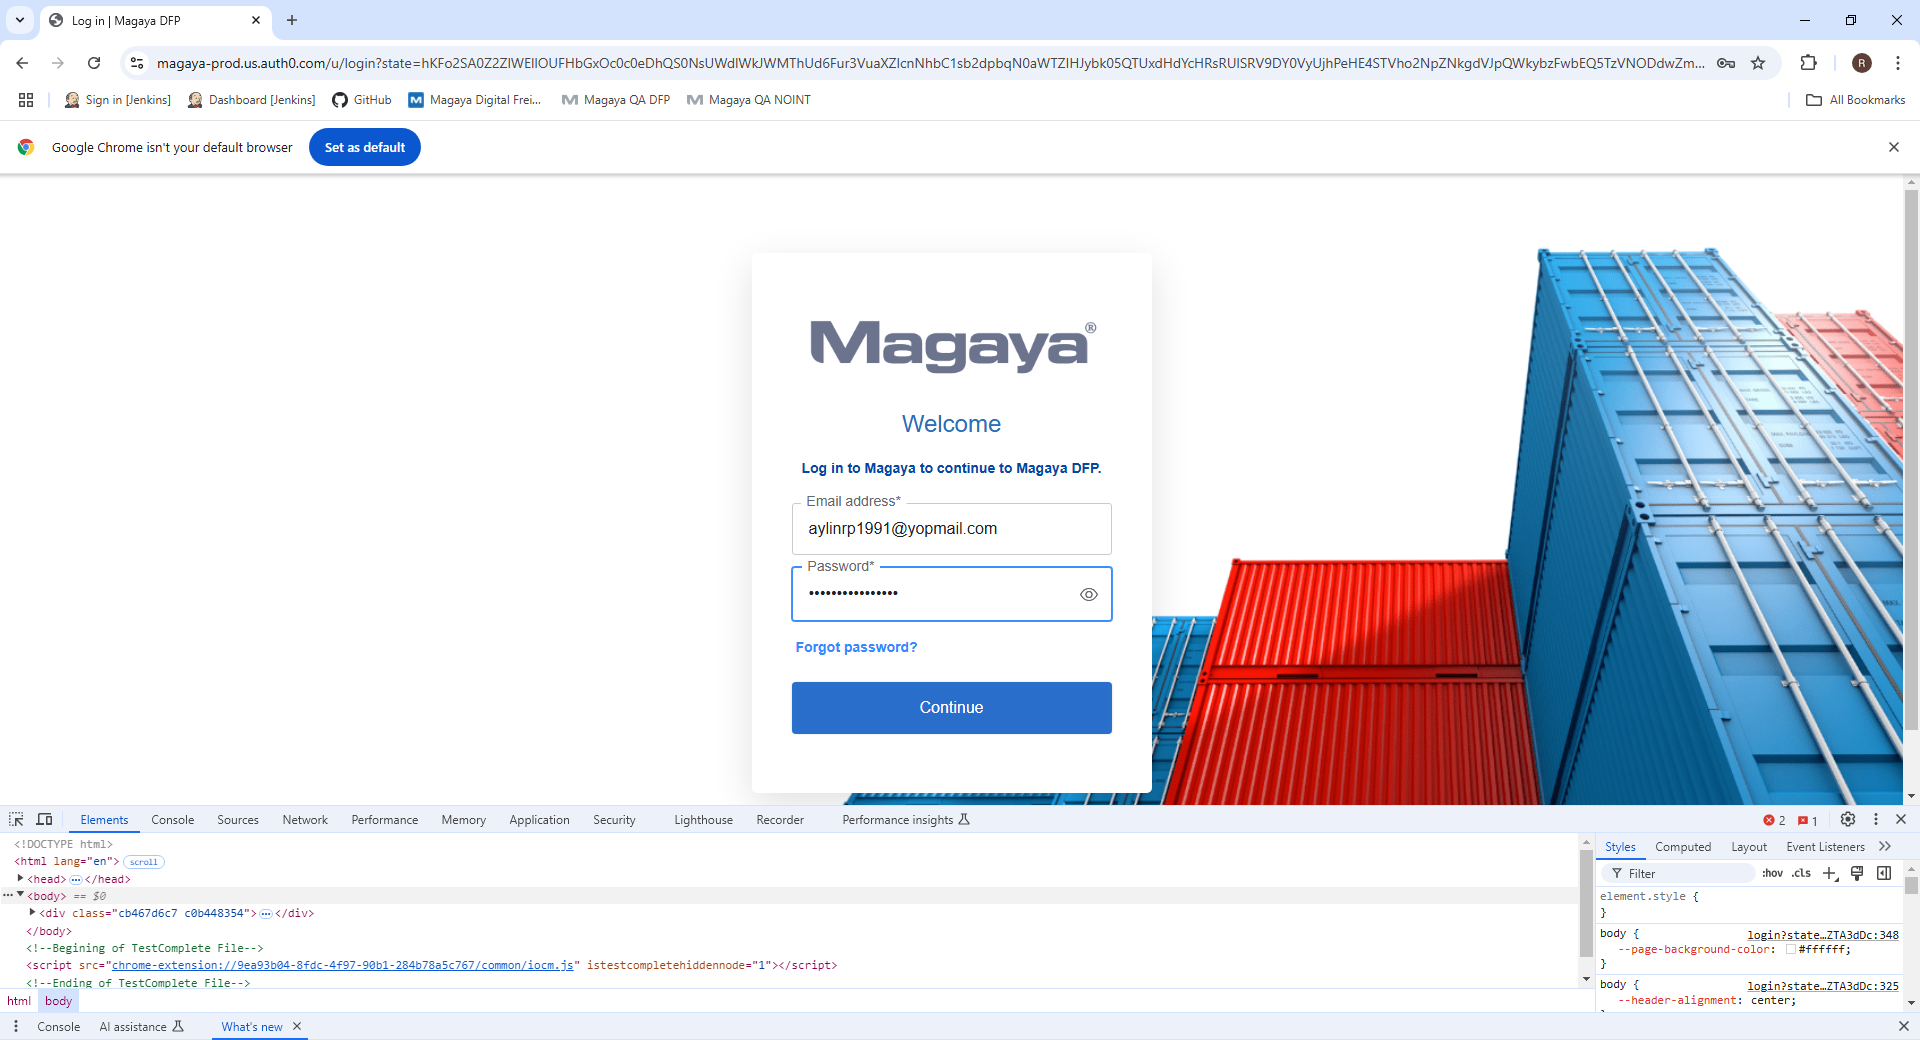 Log in | Magaya DFP
magaya-prod.us.auth0.com/u/login?state=
Sign in [Jenkins]
Dashboard [Jenkins]
GitHub
Magaya Digital Frei...
Magaya QA DFP
Magaya QA NOINT
All Bookmarks
R
Google Chrome isn't your default browser
Set as default
Magaya®
Welcome
Log in to Magaya to continue to Magaya DFP.
Email address*
aylinrp1991@yopmail.com
Password*
••••••••••••••••
Forgot password?
Continue
Elements Console Sources Network Performance Memory Application Security Lighthouse Recorder Performance insights
2 1
<!DOCTYPE html>
<html lang="en"> scroll
<head> ··· </head>
··· <body> == $0
<div class="cb467d6c7 c0b448354"> ··· </div>
</body>
<!--Begining of TestComplete File-->
<script src="chrome-extension://9ea93b04-8fdc-4f97-90b1-284b78a5c767/common/iocm.js" istestcompletehiddennode="1"></script>
<!--Ending of TestComplete File-->
html body
Styles Computed Layout Event Listeners
Filter :hov .cls
element.style {
}
body { login?state…ZTA3dDc:348
--page-background-color: #ffffff;
}
body { login?state…ZTA3dDc:325
--header-alignment: center;
Console AI assistance What's new